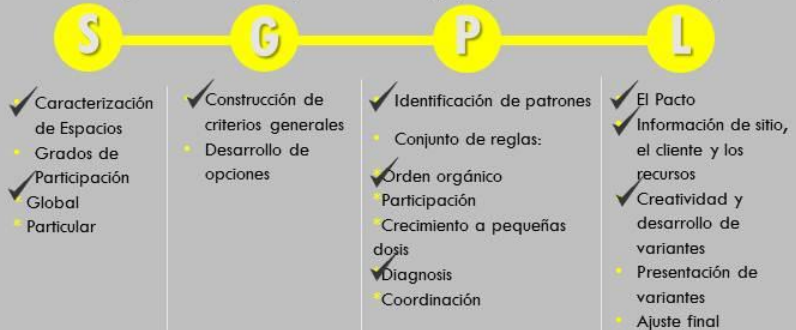 S G P L
Caracterización
de Espacios
Grados de
Participación
Global
Particular
Construcción de
criterios generales
Desarrollo de
opciones
Identificación de patrones
Conjunto de reglas:
Orden orgánico
Participación
Crecimiento a pequeñas
dosis
Diagnosis
Coordinación
El Pacto
Información de sitio,
el cliente y los
recursos
Creatividad y
desarrollo de
variantes
Presentación de
variantes
Ajuste final